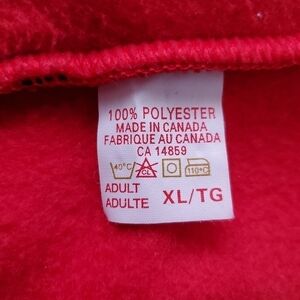 100% POLYESTER
MADE IN CANADA
FABRIQUE AU CANADA
CA 14859
40°C CL 110°C
ADULT
ADULTE XL/TG